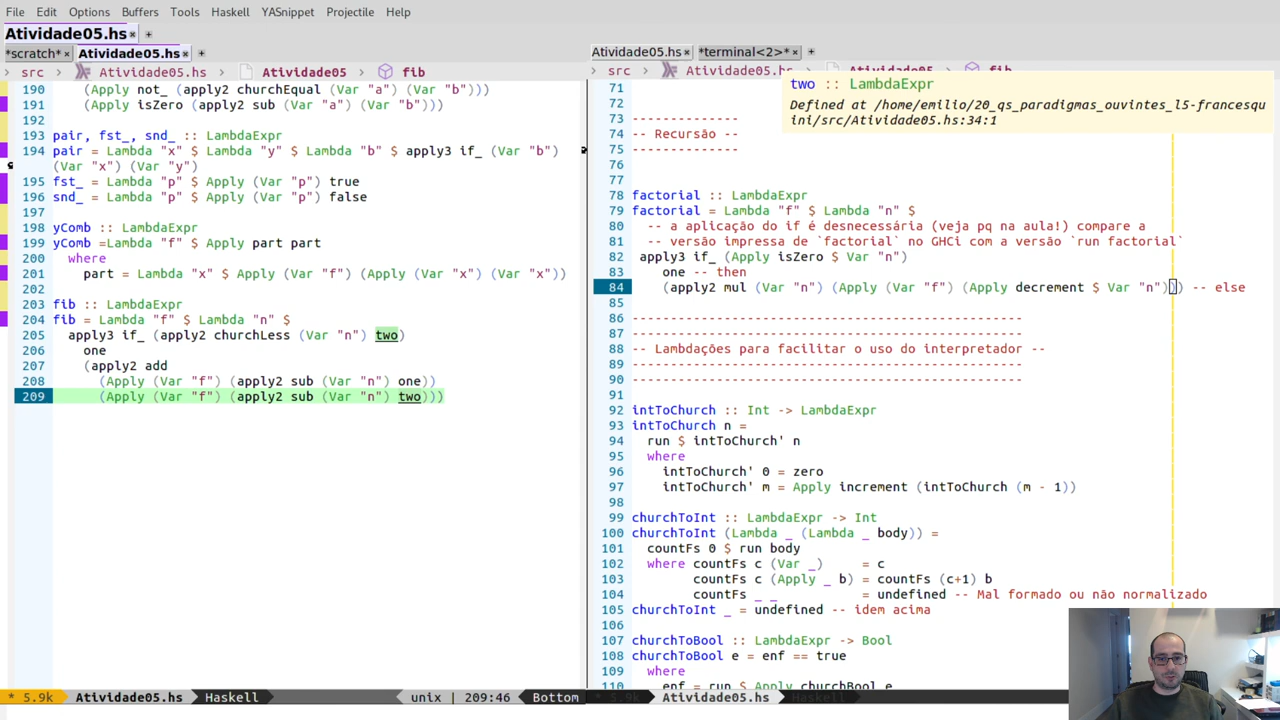 File Edit Options Buffers Tools Haskell YASnippet Projectile Help
Atividade05.hs× +
*scratch*× Atividade05.hs× +
> src > Atividade05.hs > Atividade05 > fib
190 (Apply not_ (apply2 churchEqual (Var "a") (Var "b")))
191 (Apply isZero (apply2 sub (Var "a") (Var "b")))
192
193 pair, fst_, snd_ :: LambdaExpr
194 pair = Lambda "x" $ Lambda "y" $ Lambda "b" $ apply3 if_ (Var "b")
(Var "x") (Var "y")
195 fst_ = Lambda "p" $ Apply (Var "p") true
196 snd_ = Lambda "p" $ Apply (Var "p") false
197
198 yComb :: LambdaExpr
199 yComb =Lambda "f" $ Apply part part
200 where
201 part = Lambda "x" $ Apply (Var "f") (Apply (Var "x") (Var "x"))
202
203 fib :: LambdaExpr
204 fib = Lambda "f" $ Lambda "n" $
205 apply3 if_ (apply2 churchLess (Var "n") two)
206 one
207 (apply2 add
208 (Apply (Var "f") (apply2 sub (Var "n") one))
209 (Apply (Var "f") (apply2 sub (Var "n") two)))
* 5.9k Atividade05.hs Haskell unix | 209:46 Bottom
Atividade05.hs× *terminal<2>*× +
> src > Atividade05.hs > Atividade05 > fib
two :: LambdaExpr
Defined at /home/emilio/20_qs_paradigmas_ouvintes_l5-francesqu
ini/src/Atividade05.hs:34:1
71
72
73 --------------
74 -- Recursão --
75 --------------
76
77
78 factorial :: LambdaExpr
79 factorial = Lambda "f" $ Lambda "n" $
80 -- a aplicação do if é desnecessária (veja pq na aula!) compare a
81 -- versão impressa de `factorial` no GHCi com a versão `run factorial`
82 apply3 if_ (Apply isZero $ Var "n")
83 one -- then
84 (apply2 mul (Var "n") (Apply (Var "f") (Apply decrement $ Var "n"))) -- else
85
86 ---------------------------------------------------
87 ---------------------------------------------------
88 -- Lambdações para facilitar o uso do interpretador --
89 ---------------------------------------------------
90 ---------------------------------------------------
91
92 intToChurch :: Int -> LambdaExpr
93 intToChurch n =
94 run $ intToChurch' n
95 where
96 intToChurch' 0 = zero
97 intToChurch' m = Apply increment (intToChurch (m - 1))
98
99 churchToInt :: LambdaExpr -> Int
100 churchToInt (Lambda _ (Lambda _ body)) =
101 countFs 0 $ run body
102 where countFs c (Var _) = c
103 countFs c (Apply _ b) = countFs (c+1) b
104 countFs _ _ = undefined -- Mal formado ou não normalizado
105 churchToInt _ = undefined -- idem acima
106
107 churchToBool :: LambdaExpr -> Bool
108 churchToBool e = enf == true
109 where
110 enf = run $ Apply churchBool e
* 5.9k Atividade05.hs Haskell